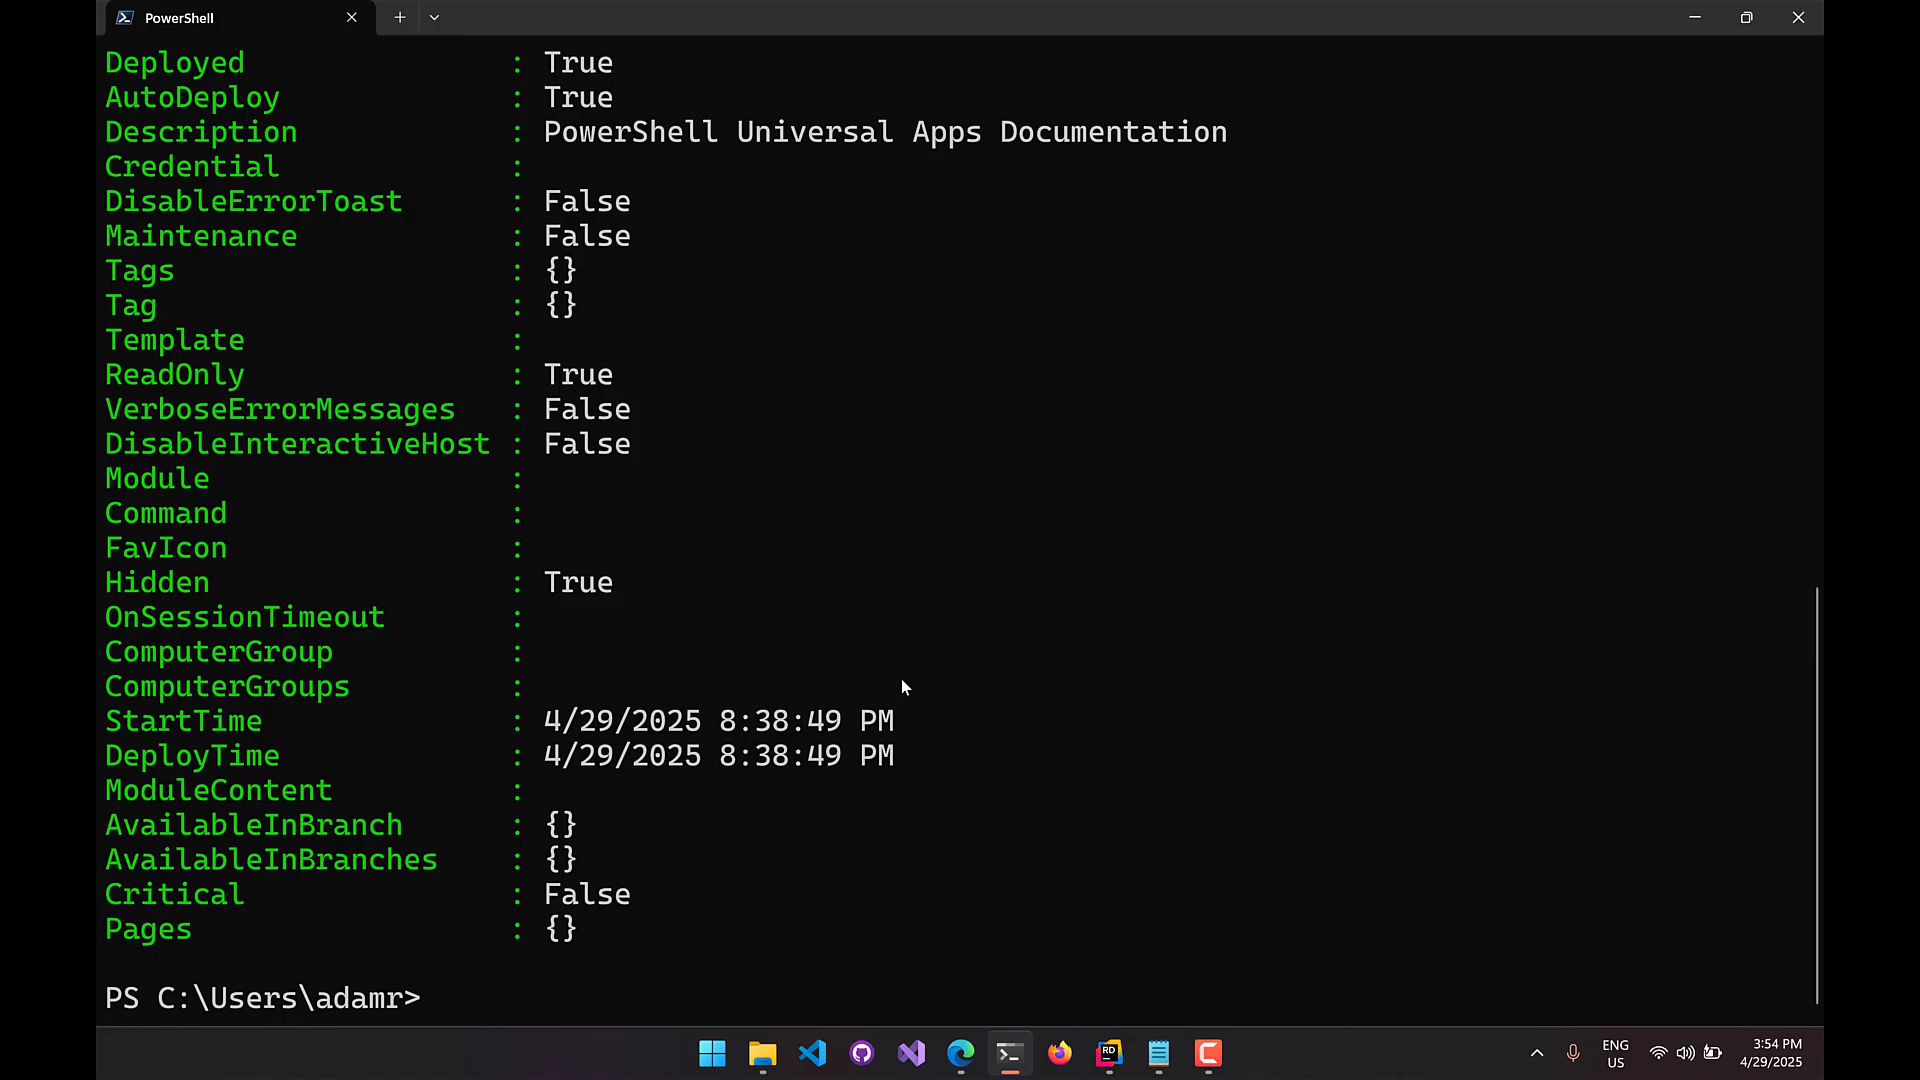 PowerShell
Deployed : True
AutoDeploy : True
Description : PowerShell Universal Apps Documentation
Credential :
DisableErrorToast : False
Maintenance : False
Tags : {}
Tag : {}
Template :
ReadOnly : True
VerboseErrorMessages : False
DisableInteractiveHost : False
Module :
Command :
FavIcon :
Hidden : True
OnSessionTimeout :
ComputerGroup :
ComputerGroups :
StartTime : 4/29/2025 8:38:49 PM
DeployTime : 4/29/2025 8:38:49 PM
ModuleContent :
AvailableInBranch : {}
AvailableInBranches : {}
Critical : False
Pages : {}
PS C:\Users\adamr>
RD
ENG
US
3:54 PM
4/29/2025